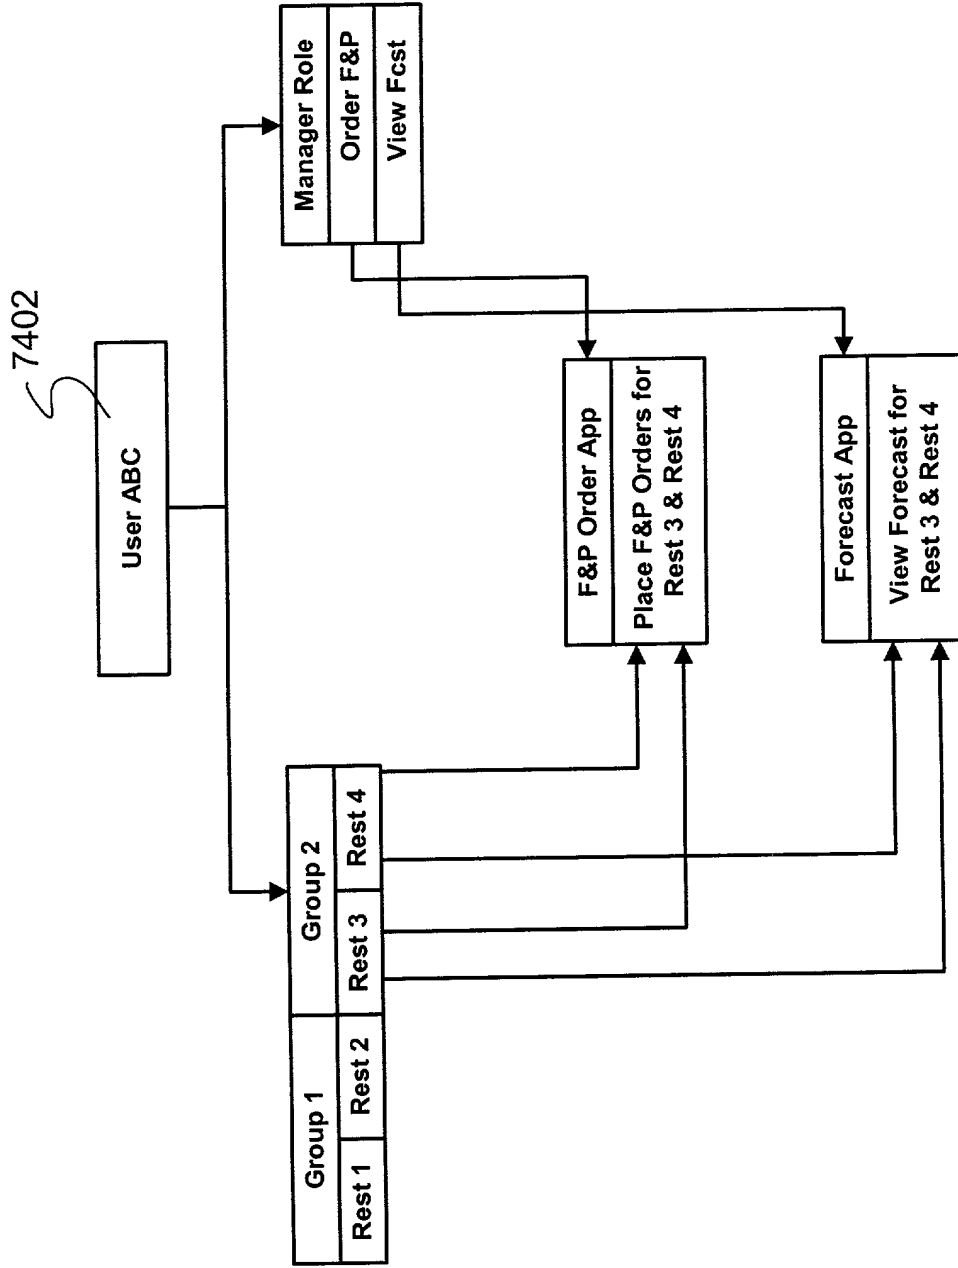 7402
User ABC
Group 1
Group 2
Rest 1
Rest 2
Rest 3
Rest 4
Manager Role
Order F&P
View Fcst
F&P Order App
Place F&P Orders for
Rest 3 & Rest 4
Forecast App
View Forecast for
Rest 3 & Rest 4